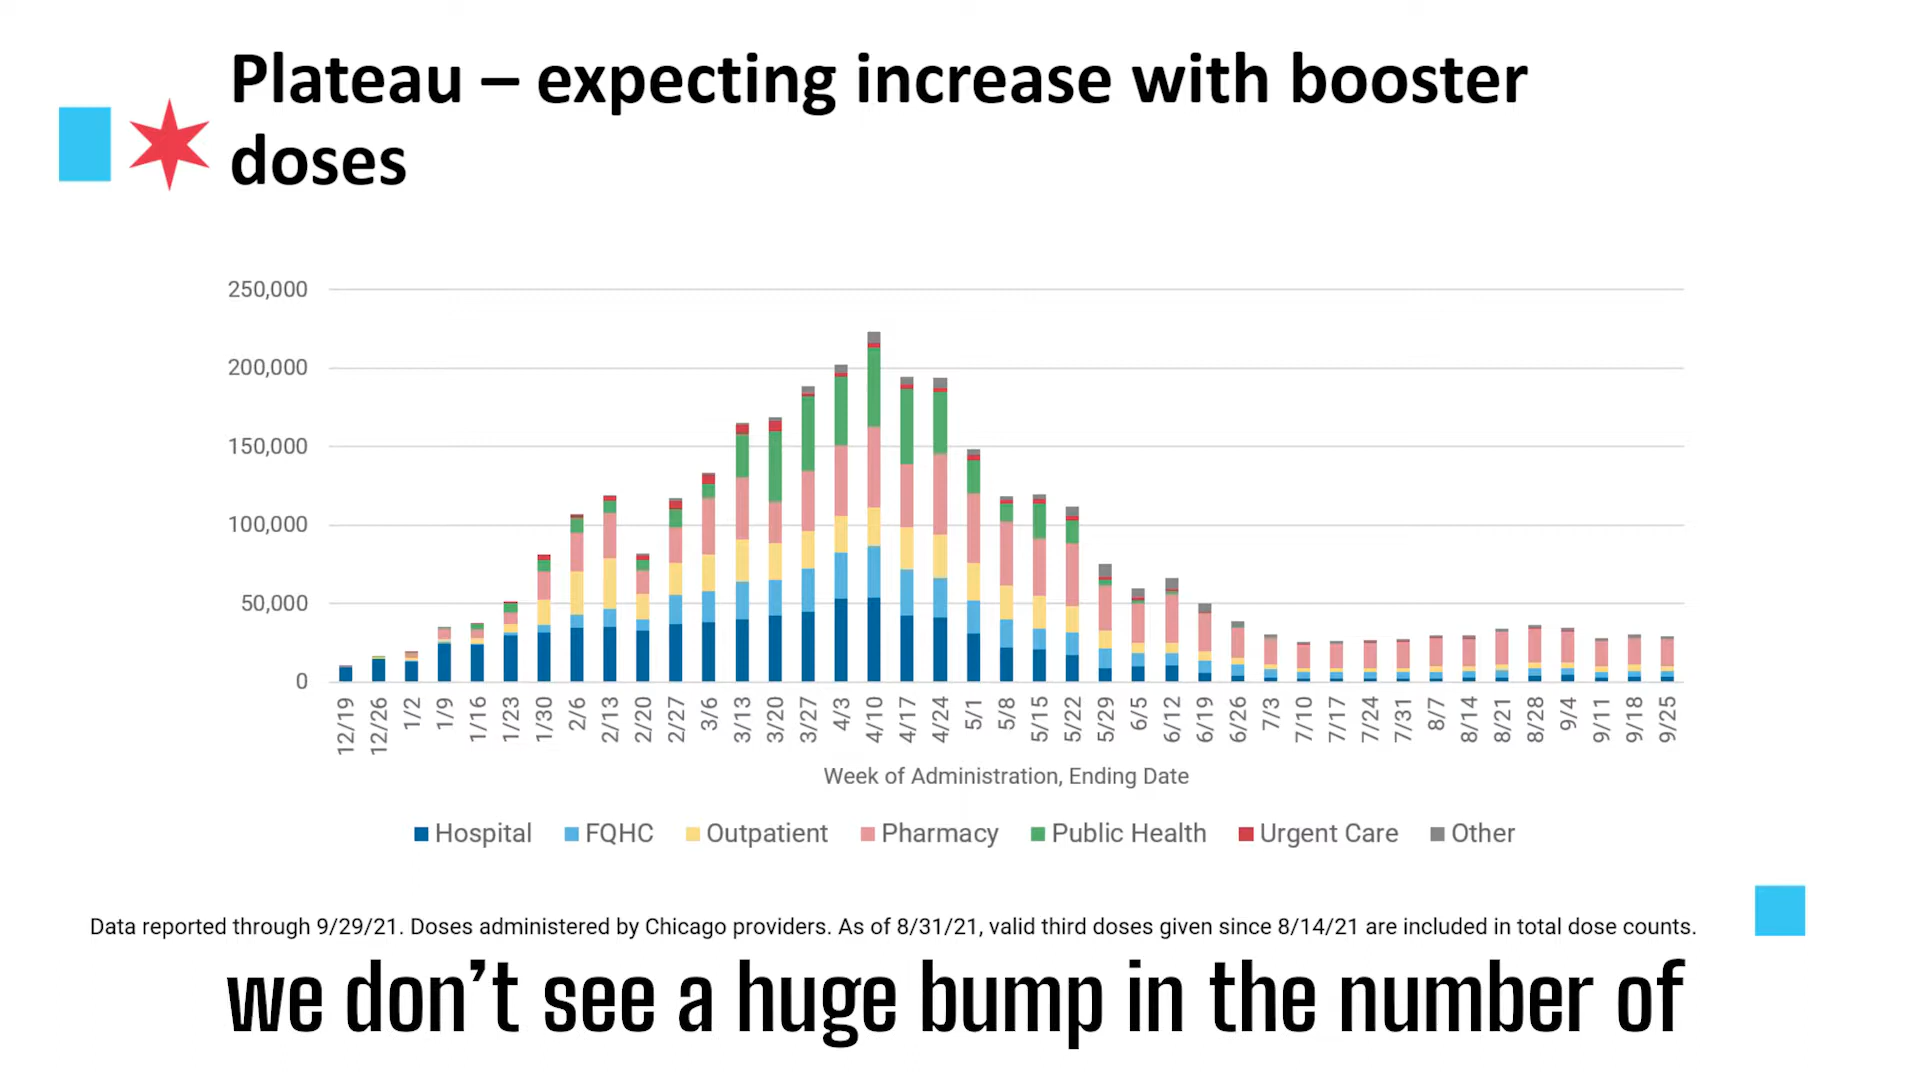 Plateau – expecting increase with booster
doses
250,000
200,000
150,000
100,000
50,000
0
12/19 12/26 1/2 1/9 1/16 1/23 1/30 2/6 2/13 2/20 2/27 3/6 3/13 3/20 3/27 4/3 4/10 4/17 4/24 5/1 5/8 5/15 5/22 5/29 6/5 6/12 6/19 6/26 7/3 7/10 7/17 7/24 7/31 8/7 8/14 8/21 8/28 9/4 9/11 9/18 9/25
Week of Administration, Ending Date
Hospital FQHC Outpatient Pharmacy Public Health Urgent Care Other
Data reported through 9/29/21. Doses administered by Chicago providers. As of 8/31/21, valid third doses given since 8/14/21 are included in total dose counts.
we don't see a huge bump in the number of